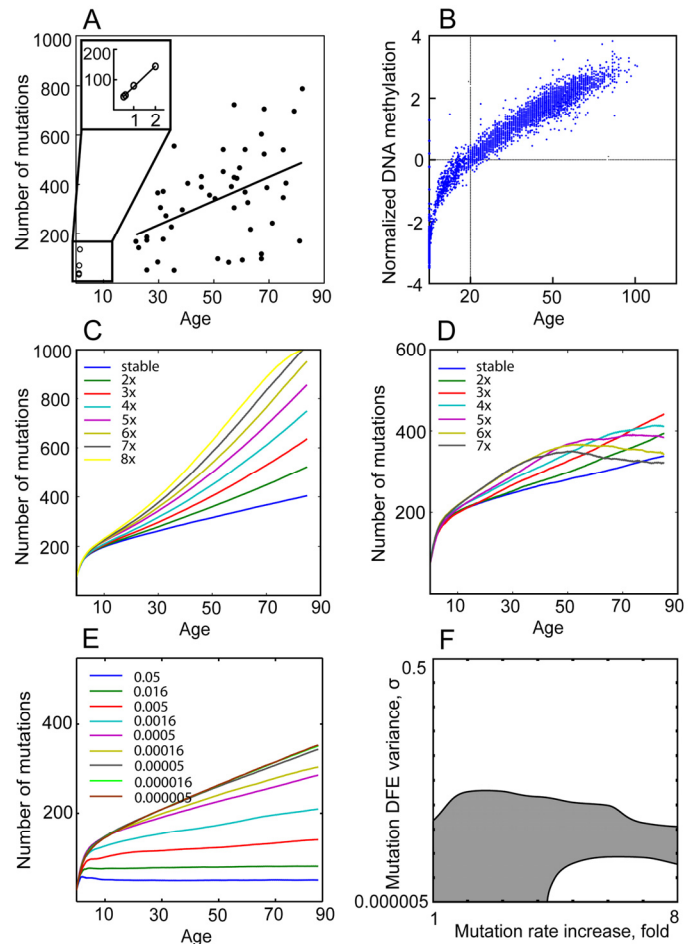 A
Number of mutations
1000
800
600
400
200
200
100
1
2
10
30
50
70
90
Age
B
Normalized DNA methylation
4
2
0
-2
-4
20
60
100
Age
C
Number of mutations
1000
800
600
400
200
stable
2x
3x
4x
5x
6x
7x
8x
10
30
50
70
90
Age
D
Number of mutations
600
400
200
stable
2x
3x
4x
5x
6x
7x
10
30
50
70
90
Age
E
Number of mutations
400
200
0.05
0.016
0.005
0.0016
0.0005
0.00016
0.00005
0.000016
0.000005
10
30
50
70
90
Age
F
Mutation DFE variance, σ
0.5
0.000005
1
8
Mutation rate increase, fold